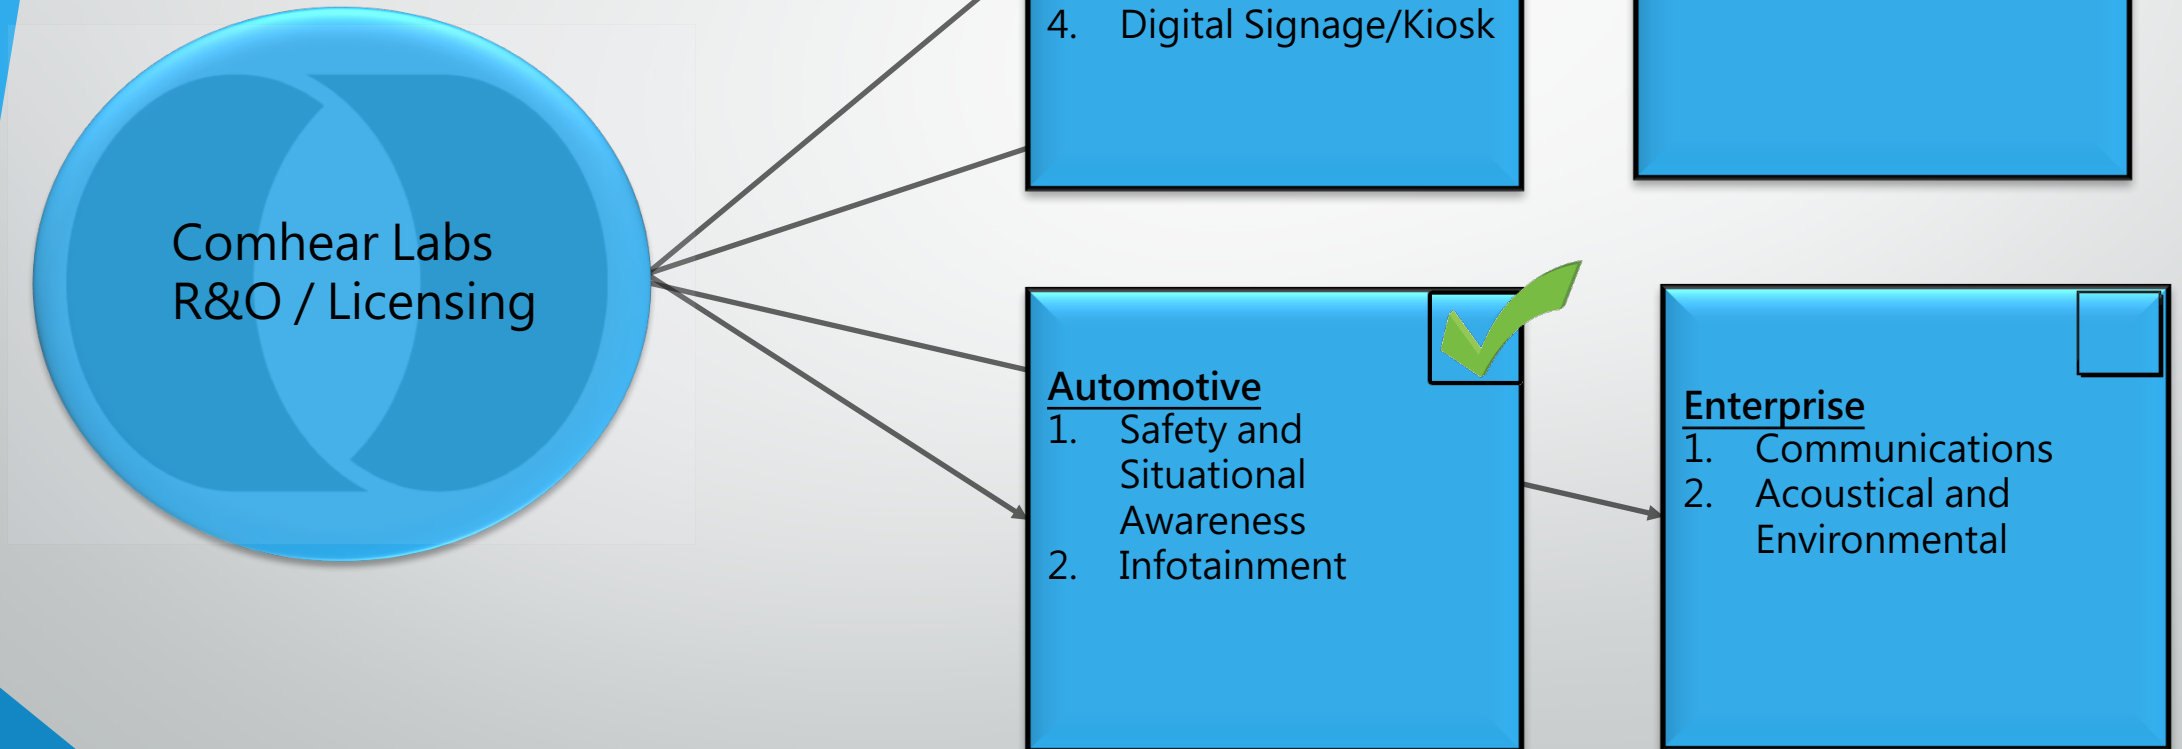 4. Digital Signage/Kiosk
Comhear Labs
R&O / Licensing
Automotive
1. Safety and
Situational
Awareness
2. Infotainment
Enterprise
1. Communications
2. Acoustical and
Environmental